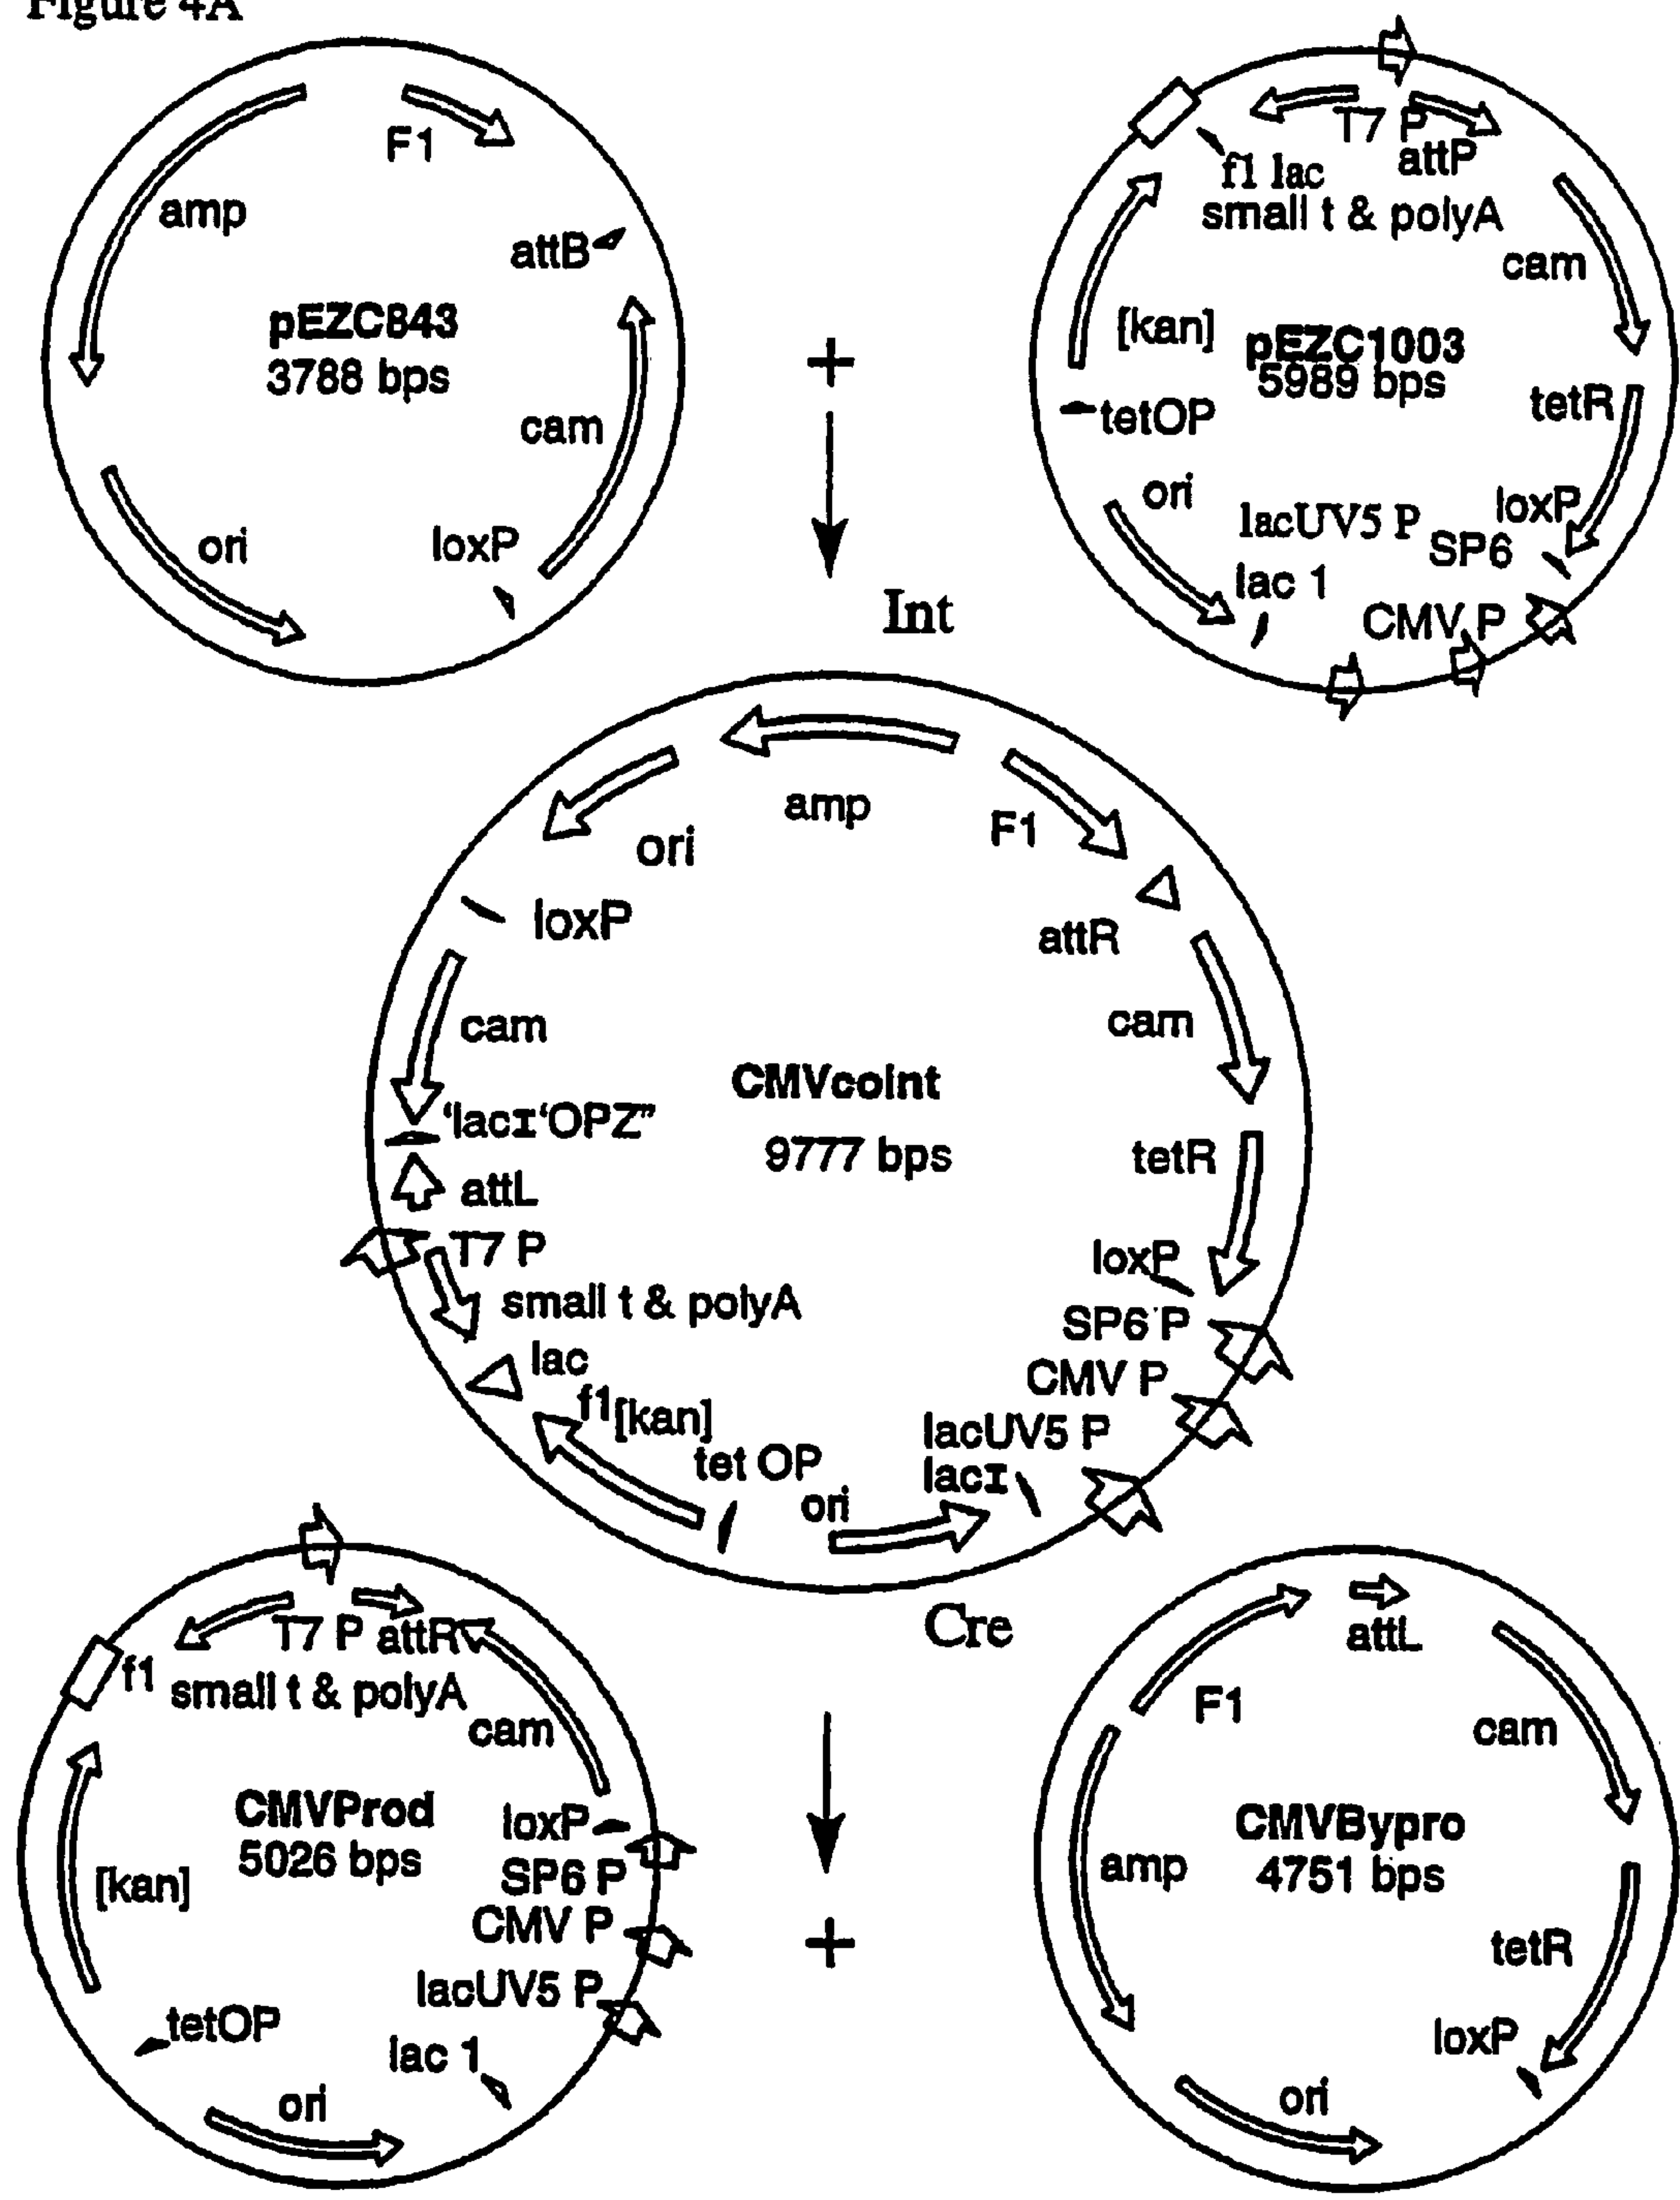 Figure 4A
F1
amp
attB
pEZC843
3788 bps
cam
ori
loxP
+
Int
T7 P
attP
f1 lac
small t & polyA
cam
[kan]
pEZC1003
5989 bps
tetOP
tetR
ori
lacUV5 P
loxP
SP6
lac 1
CMV P
amp
F1
ori
loxP
attR
cam
cam
CMVcoInt
9777 bps
'lacI'OPZ"
attL
tetR
T7 P
loxP
small t & polyA
SP6 P
lac
CMV P
f1
[kan]
lacUV5 P
tet OP
lacI
ori
Cre
T7 P
attR
f1
small t & polyA
cam
CMVProd
5026 bps
loxP
[kan]
SP6 P
CMV P
lacUV5 P
tetOP
lac 1
ori
+
attL
F1
cam
CMVBypro
4751 bps
amp
tetR
loxP
ori